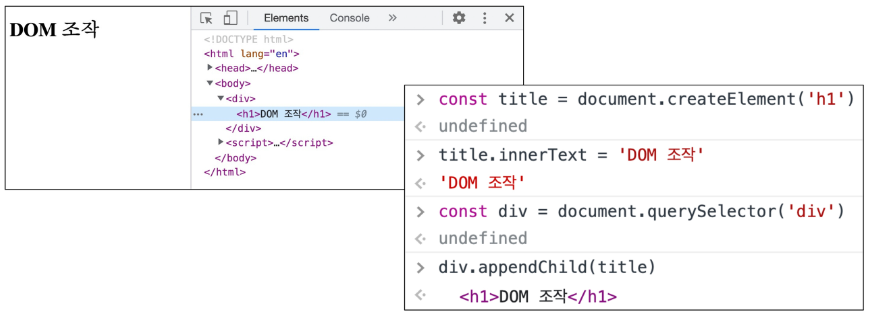 DOM 조작
Elements Console »
<!DOCTYPE html>
<html lang="en">
<head>…</head>
<body>
<div>
<h1>DOM 조작</h1> == $0
</div>
<script>…</script>
</body>
</html>
const title = document.createElement('h1')
undefined
title.innerText = 'DOM 조작'
'DOM 조작'
const div = document.querySelector('div')
undefined
div.appendChild(title)
<h1>DOM 조작</h1>